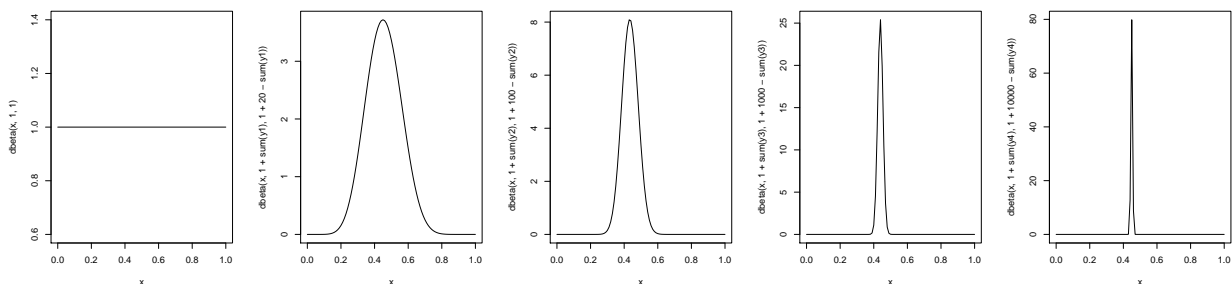 dbeta(x, 1, 1)
0.6 0.8 1.0 1.2 1.4
0.0 0.2 0.4 0.6 0.8 1.0
x
dbeta(x, 1 + sum(y1), 1 + 20 − sum(y1))
0 1 2 3
0.0 0.2 0.4 0.6 0.8 1.0
x
dbeta(x, 1 + sum(y2), 1 + 100 − sum(y2))
0 2 4 6 8
0.0 0.2 0.4 0.6 0.8 1.0
x
dbeta(x, 1 + sum(y3), 1 + 1000 − sum(y3))
0 5 10 15 20 25
0.0 0.2 0.4 0.6 0.8 1.0
x
dbeta(x, 1 + sum(y4), 1 + 10000 − sum(y4))
0 20 40 60 80
0.0 0.2 0.4 0.6 0.8 1.0
x